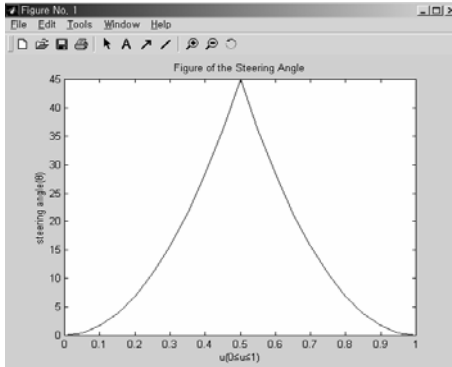 Figure No. 1
File Edit Tools Window Help
Figure of the Steering Angle
45
40
35
30
25
20
15
10
5
0
steering angle(θ)
0 0.1 0.2 0.3 0.4 0.5 0.6 0.7 0.8 0.9 1
u(0≤u≤1)